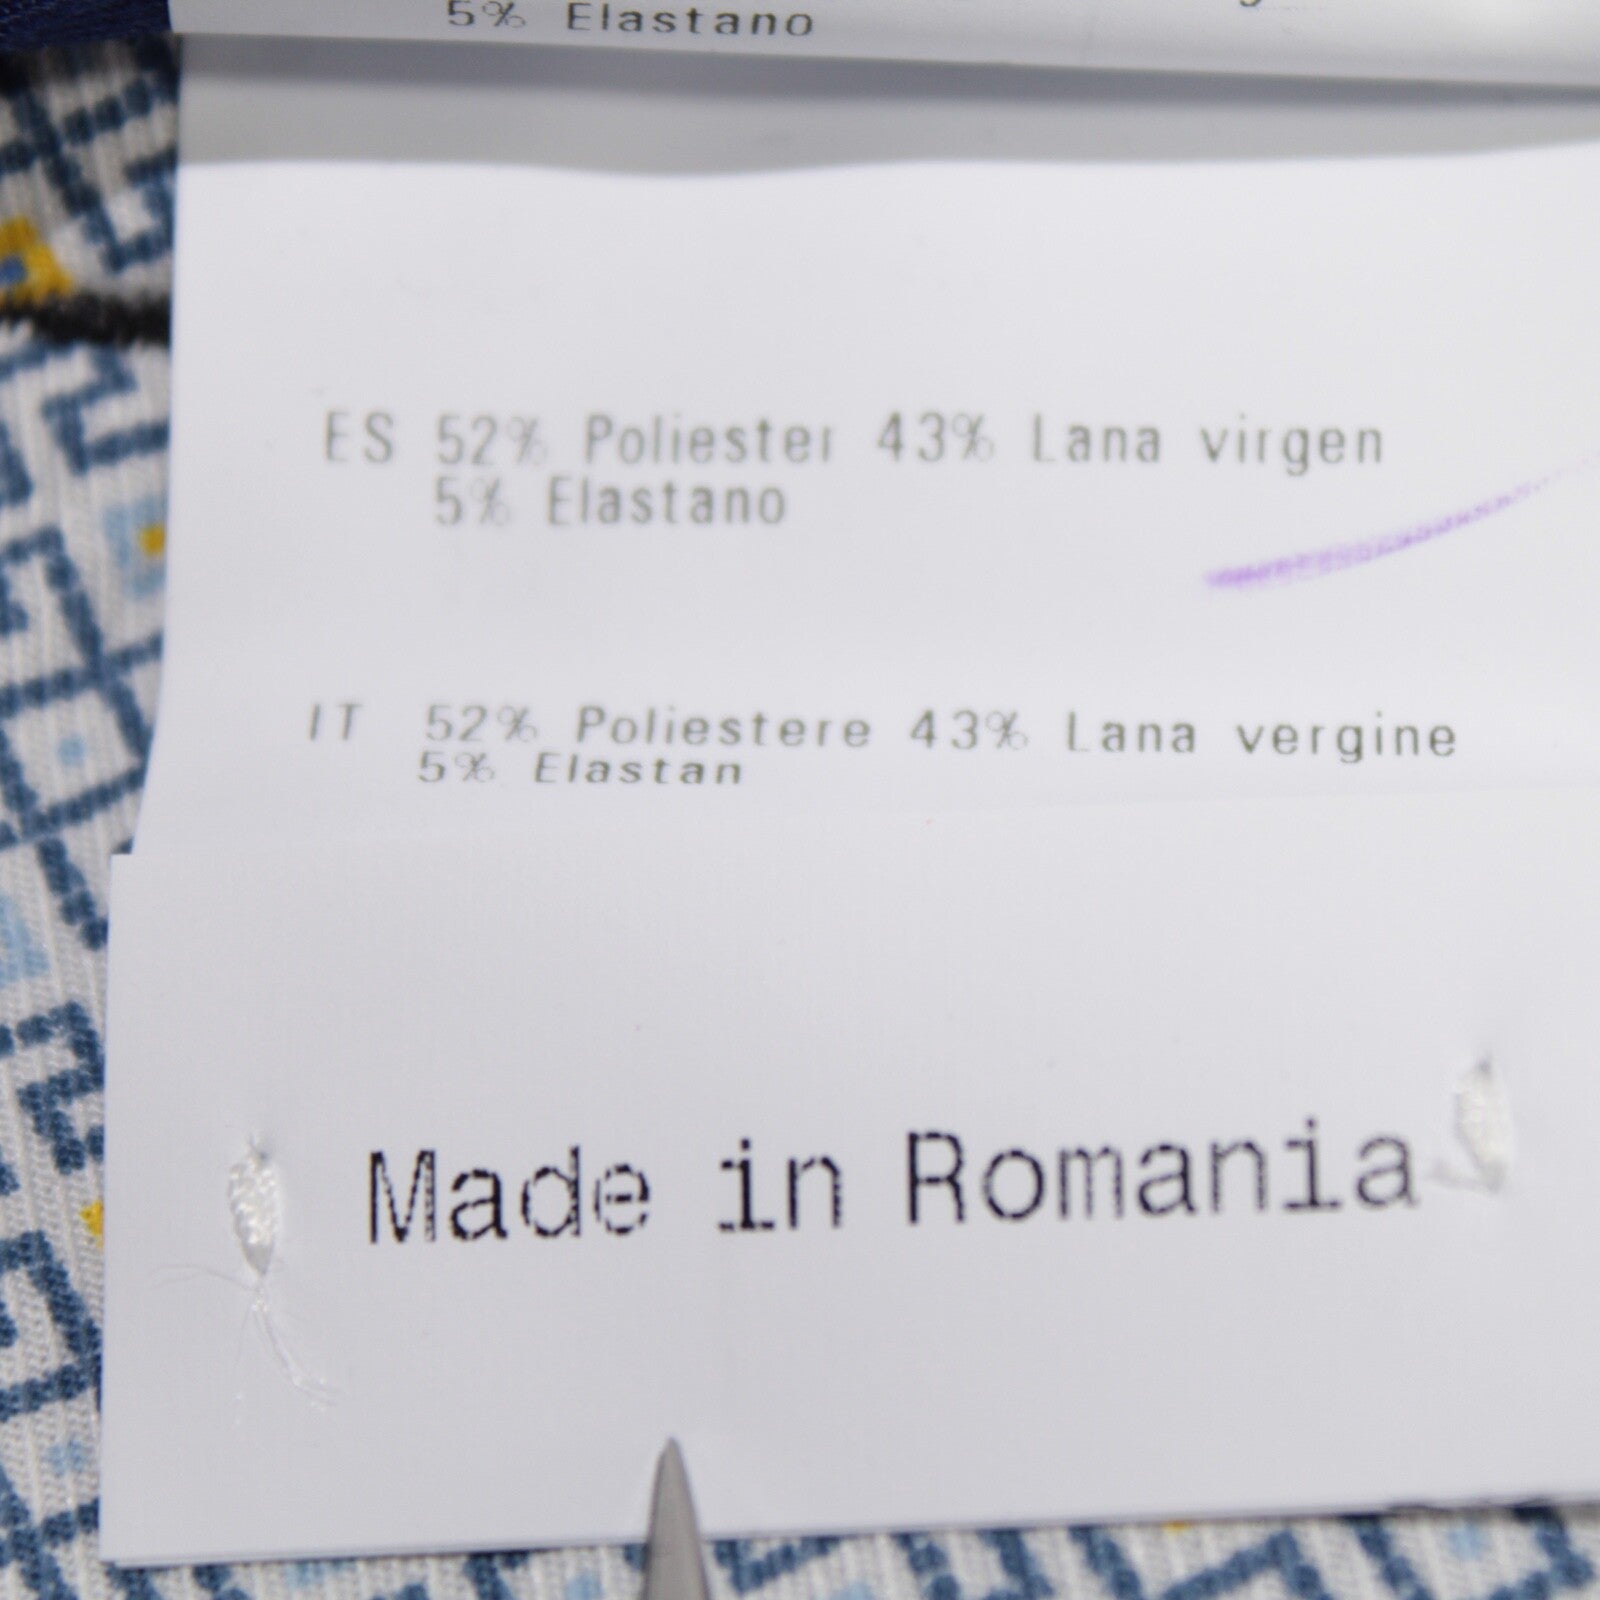 5% Elastano
ES 52% Poliester 43% Lana virgen
5% Elastano
IT 52% Poliestere 43% Lana vergine
5% Elastan
Made in Romania